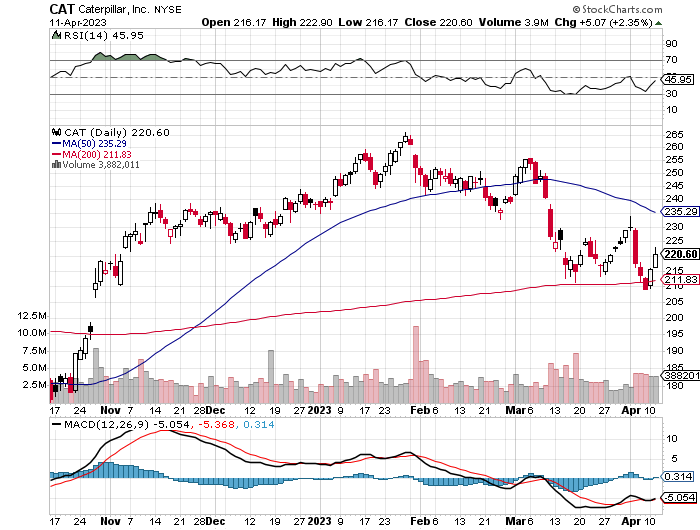 CAT Caterpillar, Inc. NYSE
© StockCharts.com
11-Apr-2023
Open 216.17 High 222.90 Low 216.17 Close 220.60 Volume 3.9M Chg +5.07 (+2.35%)
RSI(14) 45.95
90
70
50
45.95
30
10
CAT (Daily) 220.60
MA(50) 235.29
MA(200) 211.83
Volume 3,882,011
265
260
255
250
245
240
235.29
230
225
220.60
215
211.83
210
205
200
195
190
185
180
12.5M
10.0M
7.5M
5.0M
2.5M
17 24 Nov 7 14 21 28 Dec 12 19 27 2023 9 17 23 Feb 6 13 21 Mar 6 13 20 27 Apr 10
MACD(12,26,9) -5.054, -5.368, 0.314
10
5
0.314
-5.054
17 24 Nov 7 14 21 28 Dec 12 19 27 2023 9 17 23 Feb 6 13 21 Mar 6 13 20 27 Apr 10